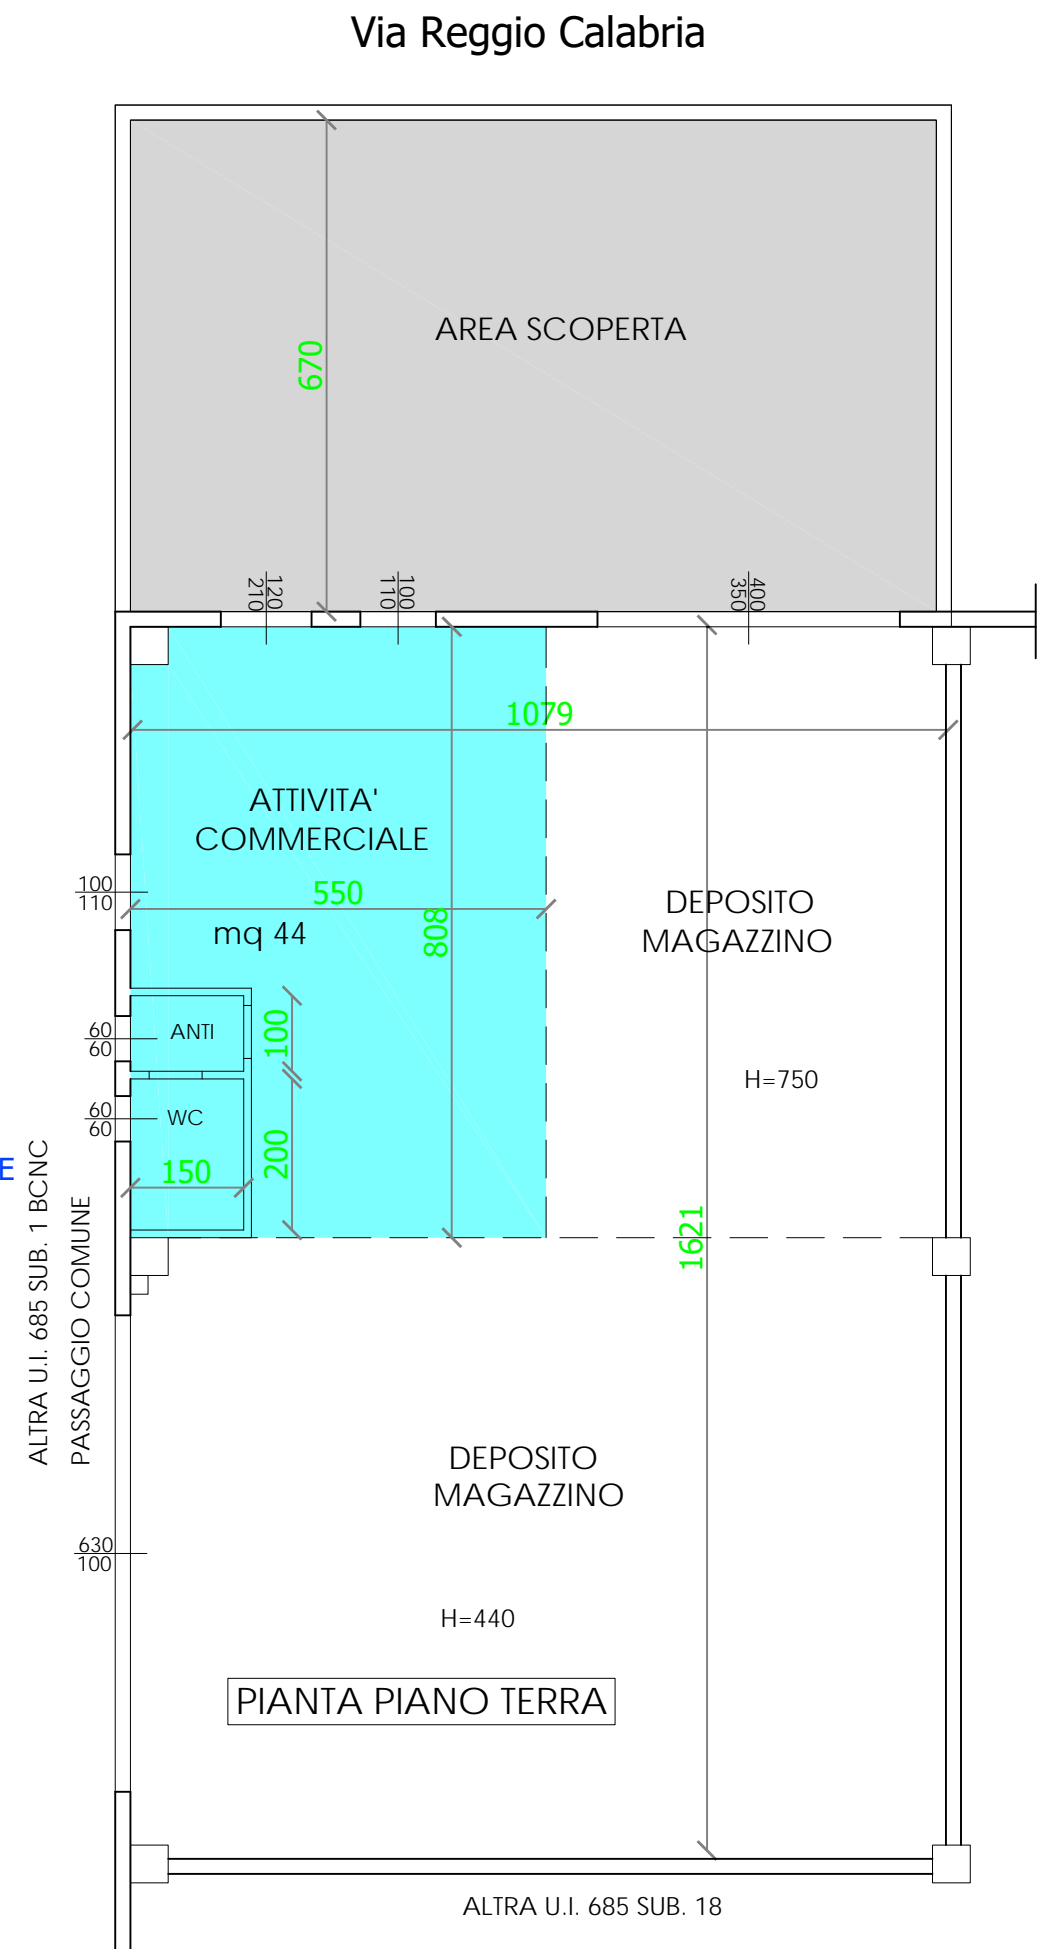 Via Reggio Calabria
AREA SCOPERTA
670
120
210
100
110
400
350
1079
ATTIVITA'
COMMERCIALE
550
808
mq 44
100
110
DEPOSITO
MAGAZZINO
H=750
60
60
ANTI
100
60
60
WC
200
150
E
ALTRA U.I. 685 SUB. 1 BCNC
PASSAGGIO COMUNE
1621
DEPOSITO
MAGAZZINO
630
100
H=440
PIANTA PIANO TERRA
ALTRA U.I. 685 SUB. 18